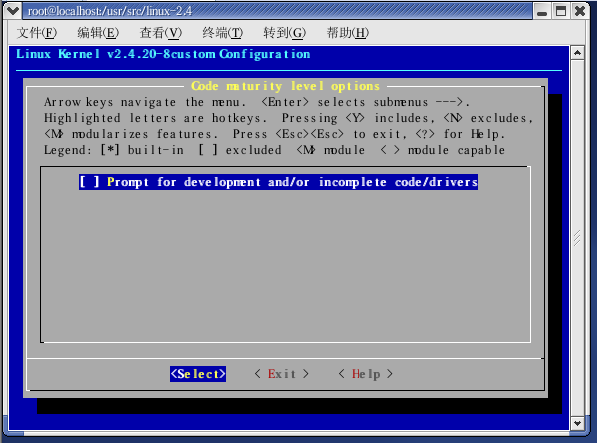 root@localhost:/usr/src/linux-2.4
文件(F) 编辑(E) 查看(V) 终端(T) 转到(G) 帮助(H)
Linux Kernel v2.4.20-8custom Configuration
Code maturity level options
Arrow keys navigate the menu. <Enter> selects submenus --->.
Highlighted letters are hotkeys. Pressing <Y> includes, <N> excludes,
<M> modularizes features. Press <Esc><Esc> to exit, <?> for Help.
Legend: [*] built-in [ ] excluded <M> module < > module capable
[ ] Prompt for development and/or incomplete code/drivers
<Select> < Exit > < Help >